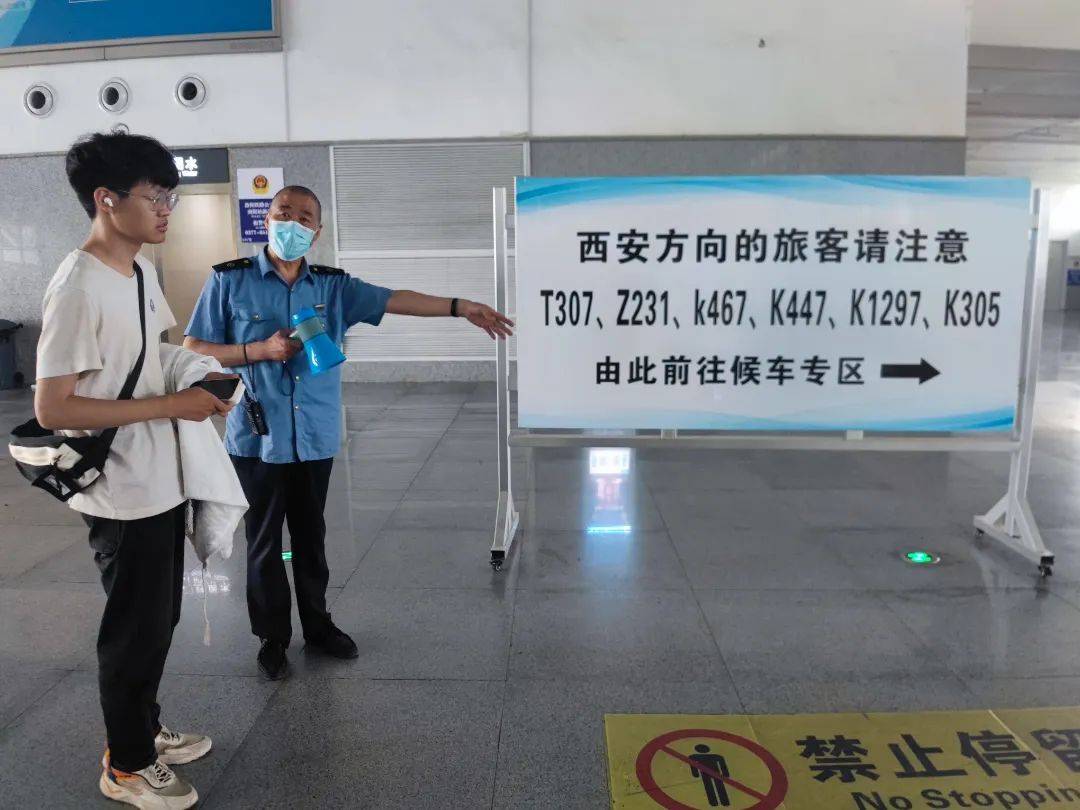 西安方向的旅客请注意
T307、Z231、k467、K447、K1297、K305
由此前往候车专区
禁止停留
No Stopping